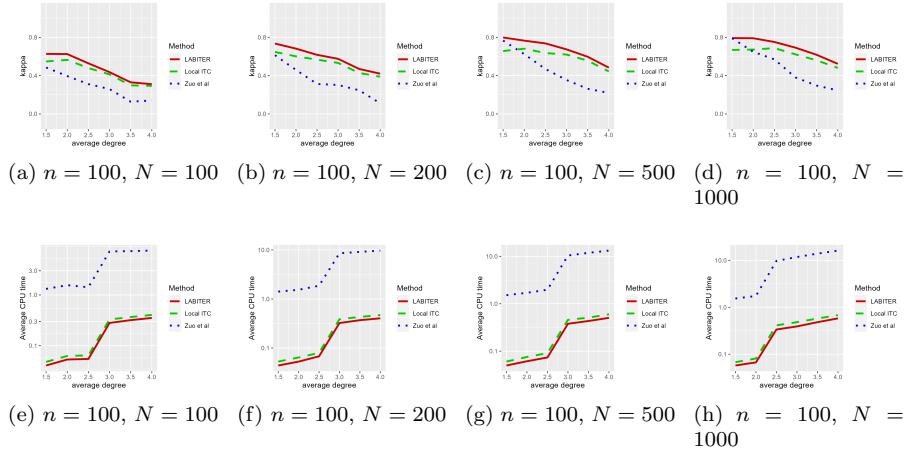 0.8
0.4
0.0
kappa
1.5 2.0 2.5 3.0 3.5 4.0
average degree
Method
LABITER
Local ITC
Zuo et al
(a) n = 100, N = 100
0.8
0.4
0.0
kappa
1.5 2.0 2.5 3.0 3.5 4.0
average degree
Method
LABITER
Local ITC
Zuo et al
(b) n = 100, N = 200
0.8
0.4
0.0
kappa
1.5 2.0 2.5 3.0 3.5 4.0
average degree
Method
LABITER
Local ITC
Zuo et al
(c) n = 100, N = 500
0.8
0.4
0.0
kappa
1.5 2.0 2.5 3.0 3.5 4.0
average degree
Method
LABITER
Local ITC
Zuo et al
(d) n = 100, N =
1000
3.0
1.0
0.3
0.1
Average CPU time
1.5 2.0 2.5 3.0 3.5 4.0
average degree
Method
LABITER
Local ITC
Zuo et al
(e) n = 100, N = 100
10.0
1.0
0.1
Average CPU time
1.5 2.0 2.5 3.0 3.5 4.0
average degree
Method
LABITER
Local ITC
Zuo et al
(f) n = 100, N = 200
10.0
1.0
0.1
Average CPU time
1.5 2.0 2.5 3.0 3.5 4.0
average degree
Method
LABITER
Local ITC
Zuo et al
(g) n = 100, N = 500
10.0
1.0
0.1
Average CPU time
1.5 2.0 2.5 3.0 3.5 4.0
average degree
Method
LABITER
Local ITC
Zuo et al
(h) n = 100, N =
1000